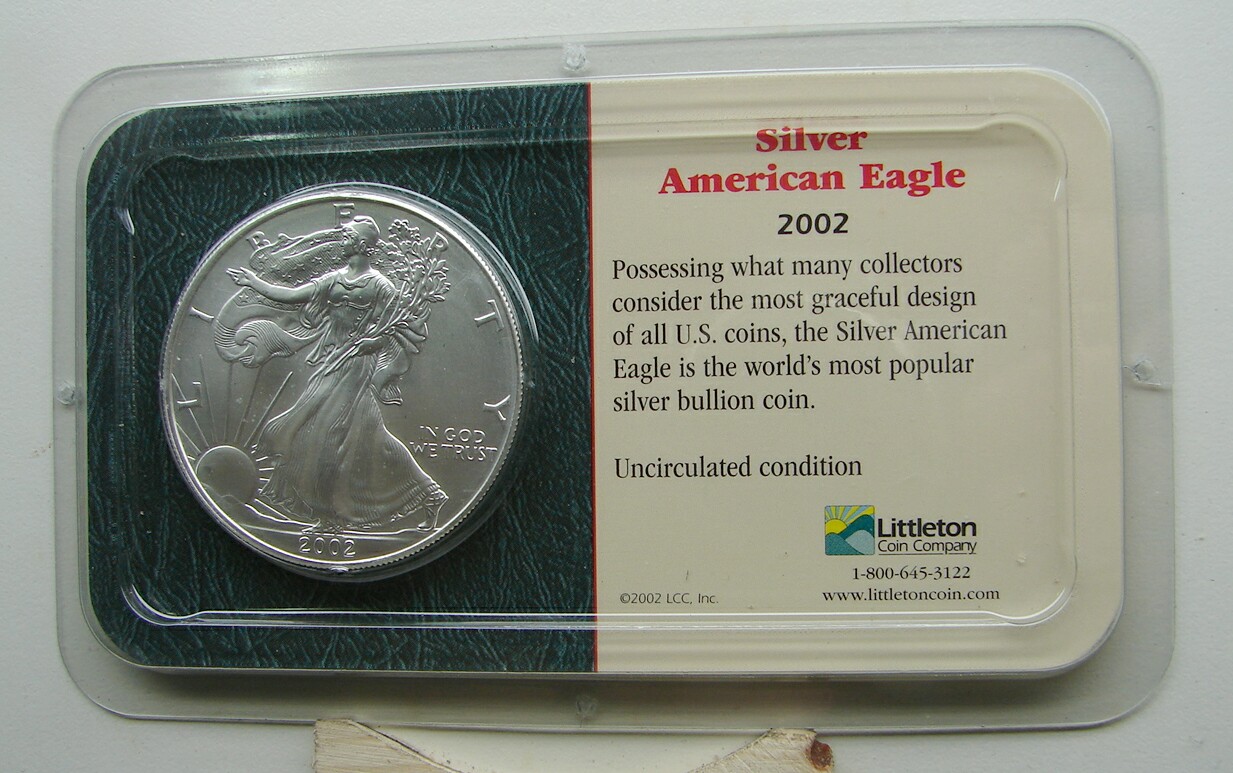 LIBERTY
IN GOD
WE TRUST
2002
Silver
American Eagle
2002
Possessing what many collectors
consider the most graceful design
of all U.S. coins, the Silver American
Eagle is the world's most popular
silver bullion coin.
Uncirculated condition
Littleton
Coin Company
1-800-645-3122
©2002 LCC, Inc.
www.littletoncoin.com